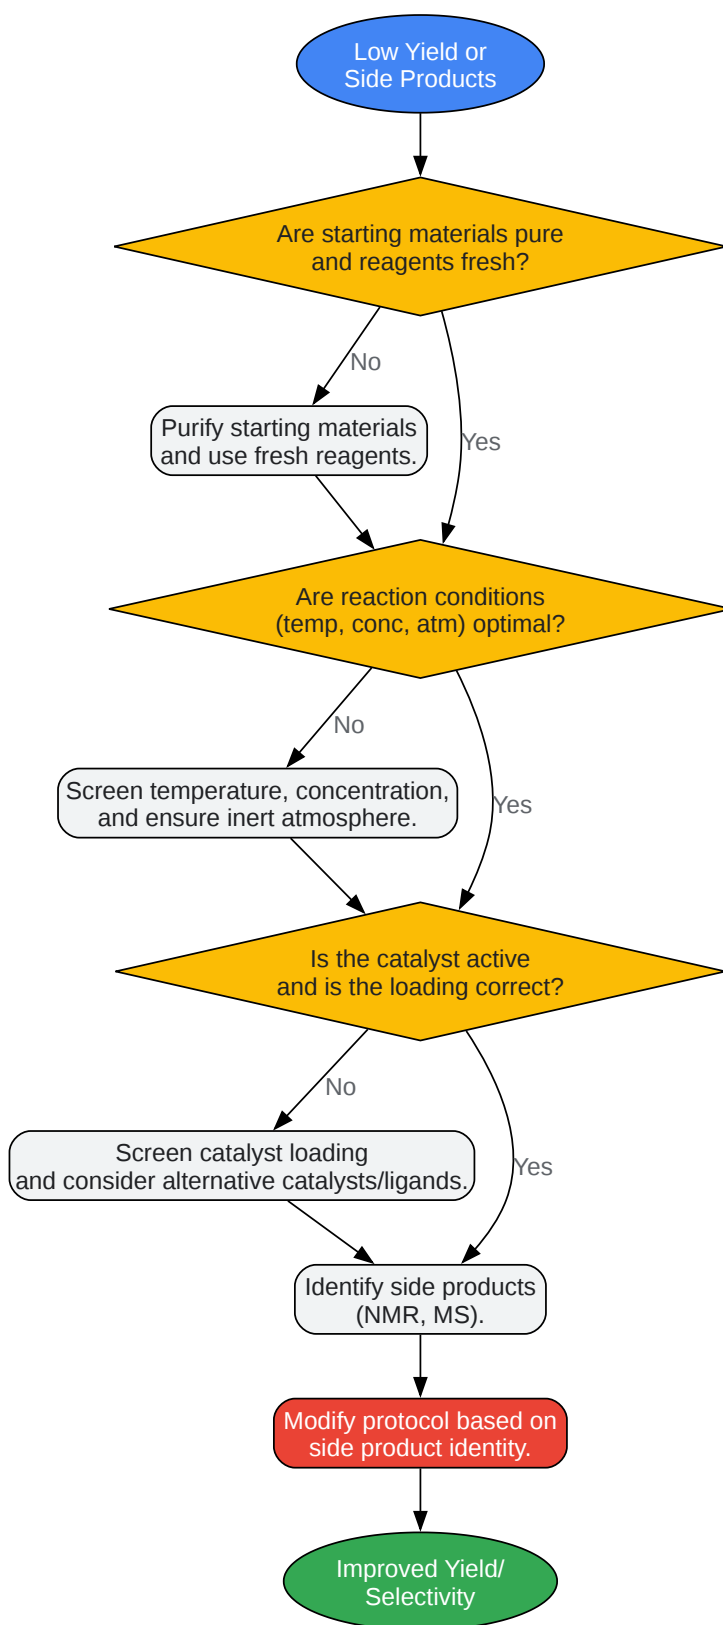 Low Yield or
Side Products
Are starting materials pure
and reagents fresh?
No
Purify starting materials
and use fresh reagents.
Yes
Are reaction conditions
(temp, conc, atm) optimal?
No
Screen temperature, concentration,
and ensure inert atmosphere.
Yes
Is the catalyst active
and is the loading correct?
No
Screen catalyst loading
and consider alternative catalysts/ligands.
Yes
Identify side products
(NMR, MS).
Modify protocol based on
side product identity.
Improved Yield/
Selectivity